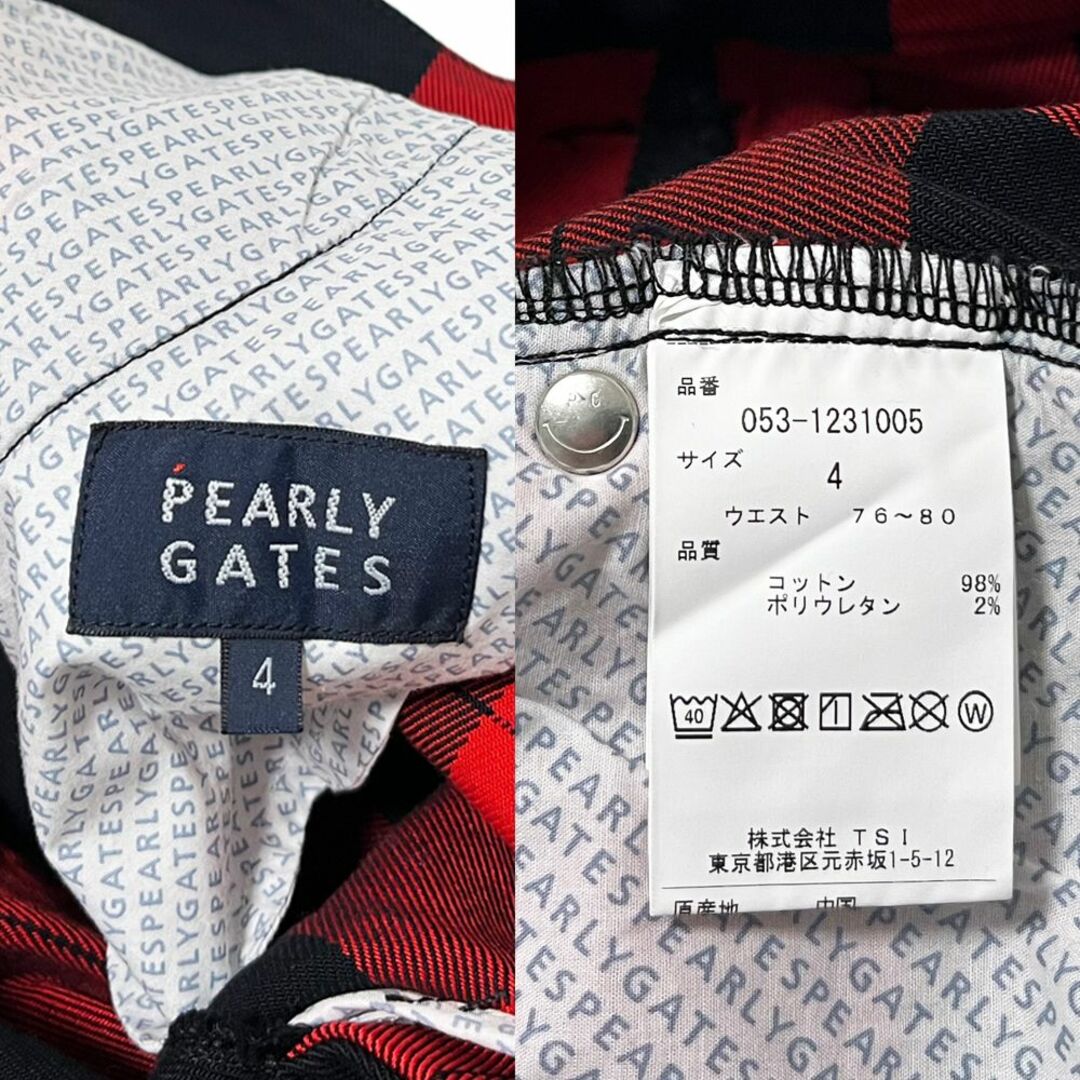 PEARLY
GATES
4
PG
品番
053-1231005
サイズ
4
ウエスト 76～80
品質
コットン 98%
ポリウレタン 2%
40
W
株式会社 TSI
東京都港区元赤坂1-5-12
原産地 中国